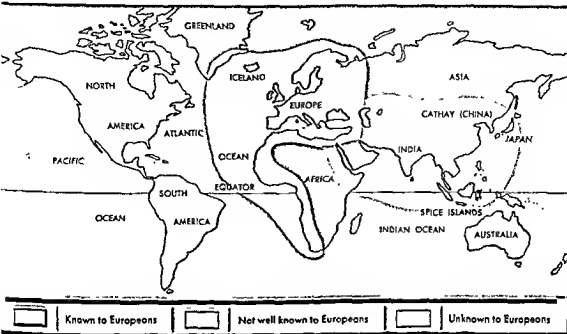 GREENLAND
ICELAND
NORTH
AMERICA
ATLANTIC
OCEAN
EUROPE
ASIA
CATHAY (CHINA)
JAPAN
PACIFIC
OCEAN
SOUTH
AMERICA
EQUATOR
AFRICA
INDIA
SPICE ISLANDS
INDIAN OCEAN
AUSTRALIA
Known to Europeans
Not well known to Europeans
Unknown to Europeans